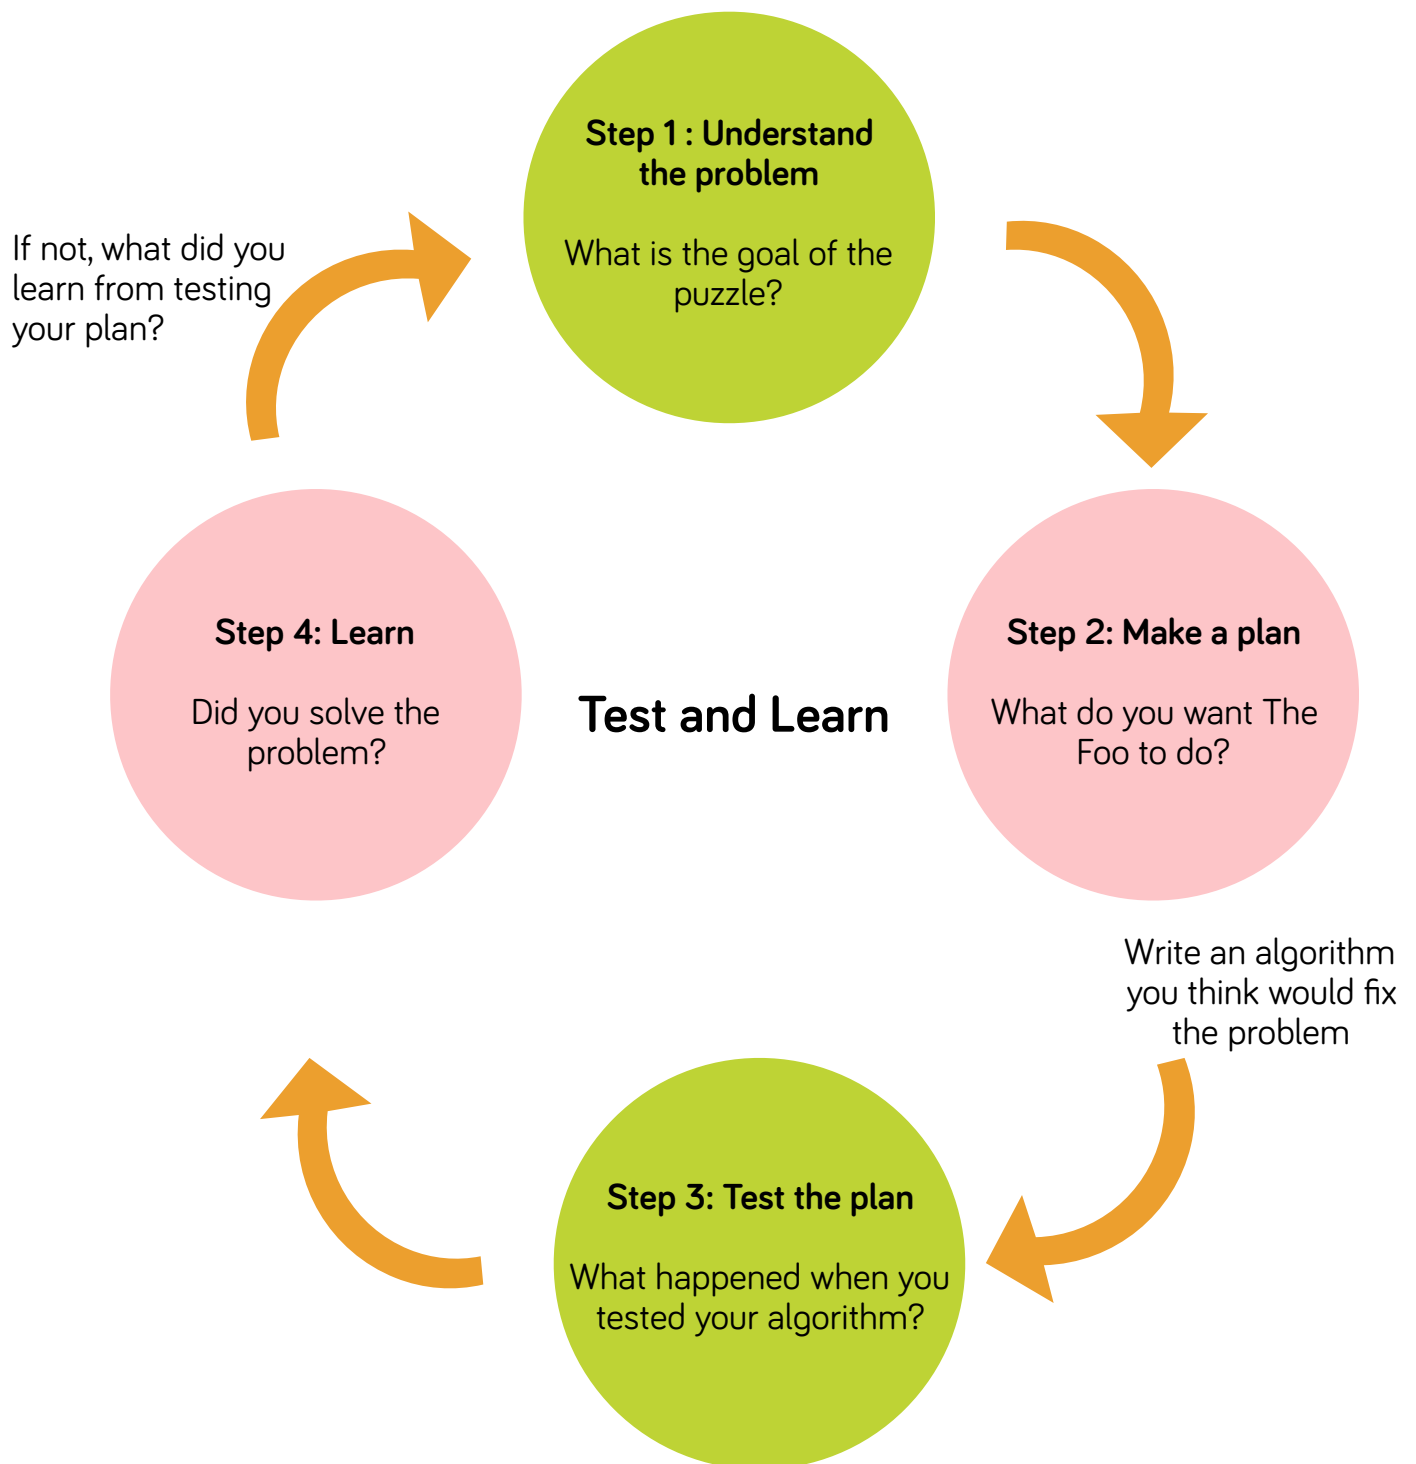 Step 1 : Understand
the problem
What is the goal of the
puzzle?
If not, what did you
learn from testing
your plan?
Step 4: Learn
Did you solve the
problem?
Test and Learn
Step 2: Make a plan
What do you want The
Foo to do?
Write an algorithm
you think would fix
the problem
Step 3: Test the plan
What happened when you
tested your algorithm?